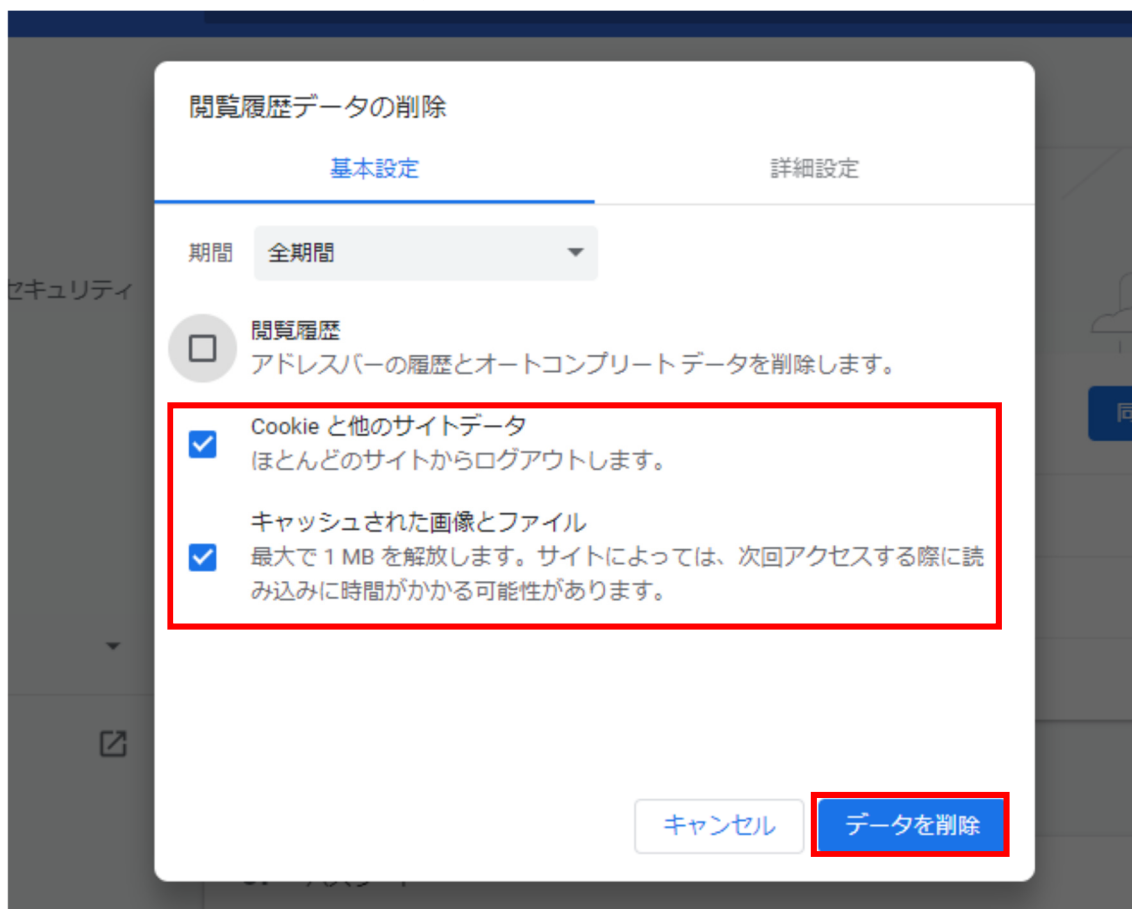 閲覧履歴データの削除
基本設定
詳細設定
期間
全期間
セキュリティ
閲覧履歴
アドレスバーの履歴とオートコンプリート データを削除します。
同
Cookie と他のサイトデータ
ほとんどのサイトからログアウトします。
キャッシュされた画像とファイル
最大で 1 MB を解放します。サイトによっては、次回アクセスする際に読
み込みに時間がかかる可能性があります。
キャンセル
データを削除